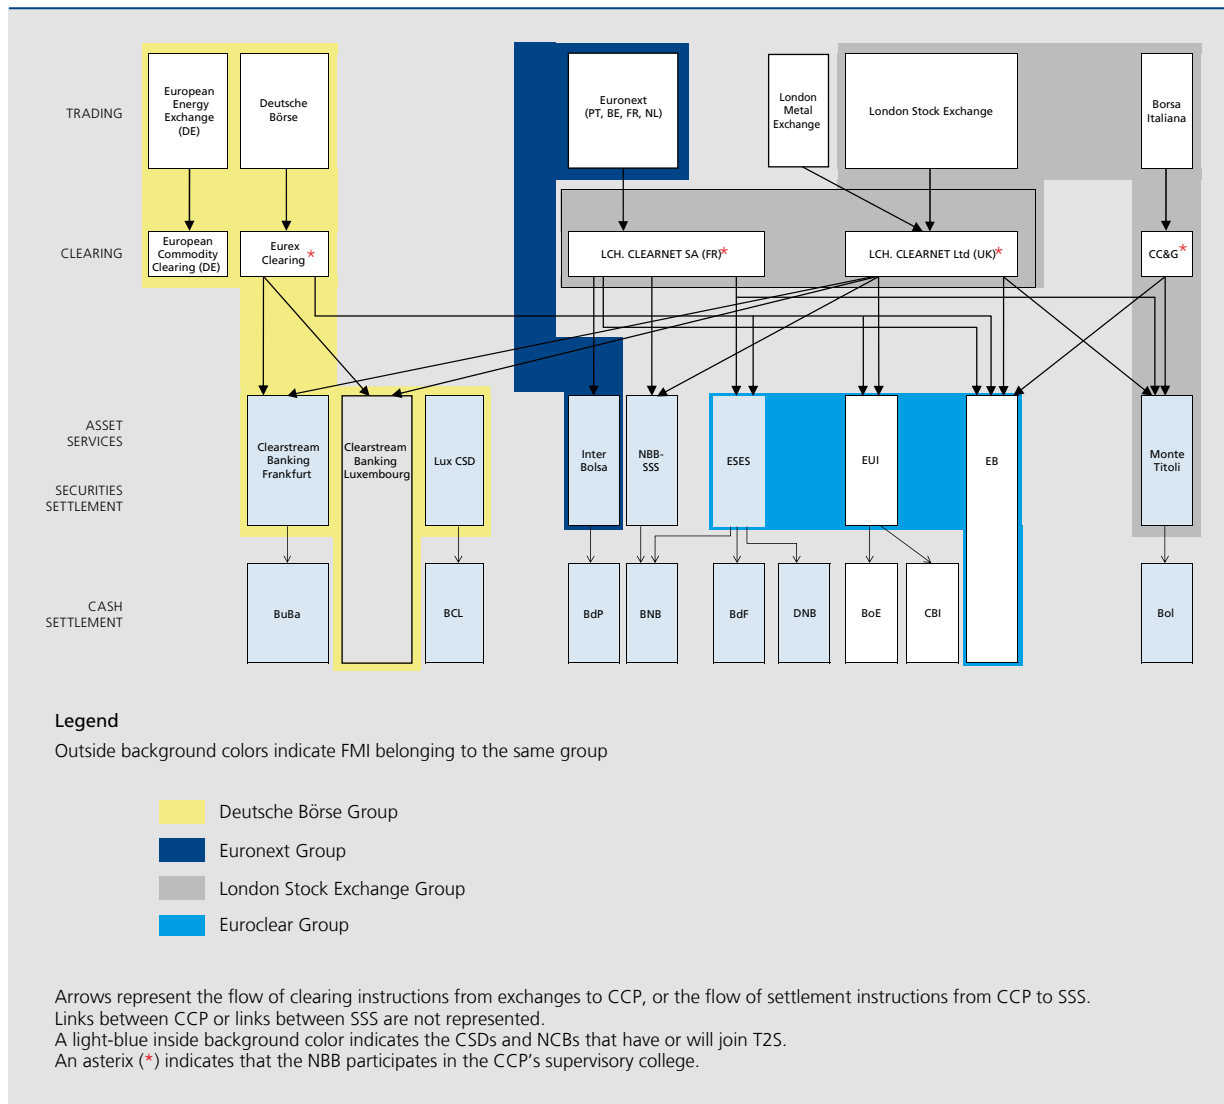 TRADING
European
Energy
Exchange
(DE)
Deutsche
Börse
Euronext
(PT, BE, FR, NL)
London
Metal
Exchange
London Stock Exchange
Borsa
Italiana
CLEARING
European
Commodity
Clearing (DE)
Eurex
Clearing *
LCH. CLEARNET SA (FR)*
LCH. CLEARNET Ltd (UK)*
CC&G*
ASSET
SERVICES
SECURITIES
SETTLEMENT
Clearstream
Banking
Frankfurt
Clearstream
Banking
Luxembourg
Lux CSD
Inter
Bolsa
NBB-
SSS
ESES
EUI
EB
Monte
Titoli
CASH
SETTLEMENT
BuBa
BCL
BdP
BNB
BdF
DNB
BoE
CBI
BoI
Legend
Outside background colors indicate FMI belonging to the same group
Deutsche Börse Group
Euronext Group
London Stock Exchange Group
Euroclear Group
Arrows represent the flow of clearing instructions from exchanges to CCP, or the flow of settlement instructions from CCP to SSS.
Links between CCP or links between SSS are not represented.
A light-blue inside background color indicates the CSDs and NCBs that have or will join T2S.
An asterix (*) indicates that the NBB participates in the CCP's supervisory college.